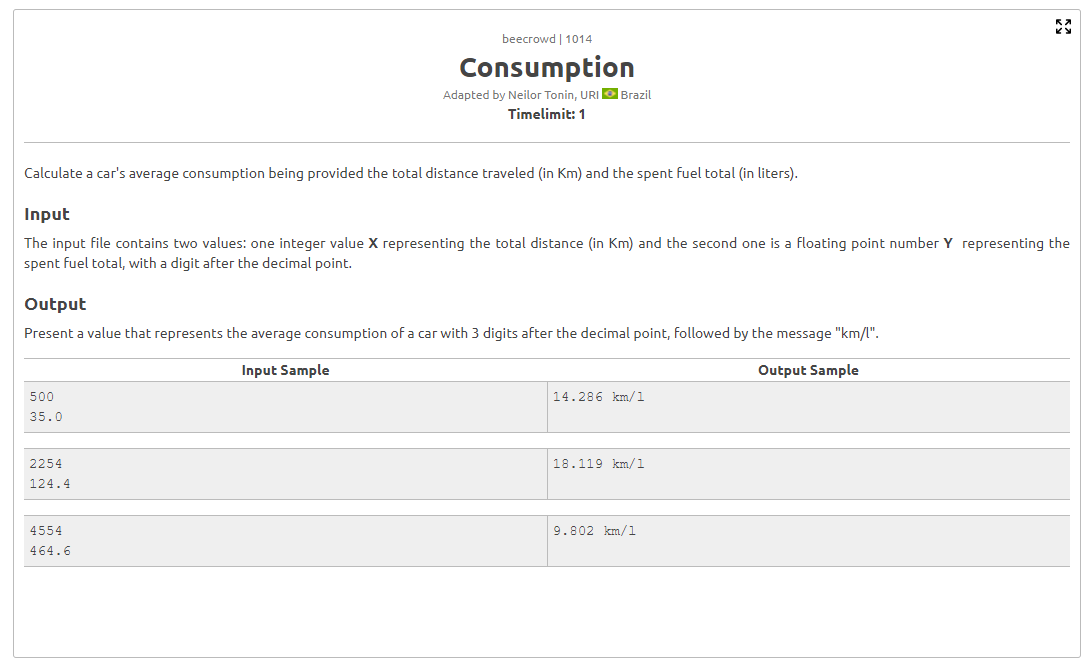 beecrowd | 1014
Consumption
Adapted by Neilor Tonin, URI Brazil
Timelimit: 1
Calculate a car's average consumption being provided the total distance traveled (in Km) and the spent fuel total (in liters).
Input
The input file contains two values: one integer value X representing the total distance (in Km) and the second one is a floating point number Y representing the
spent fuel total, with a digit after the decimal point.
Output
Present a value that represents the average consumption of a car with 3 digits after the decimal point, followed by the message "km/l".
Input Sample Output Sample
500 14.286 km/l
35.0
2254 18.119 km/l
124.4
4554 9.802 km/l
464.6